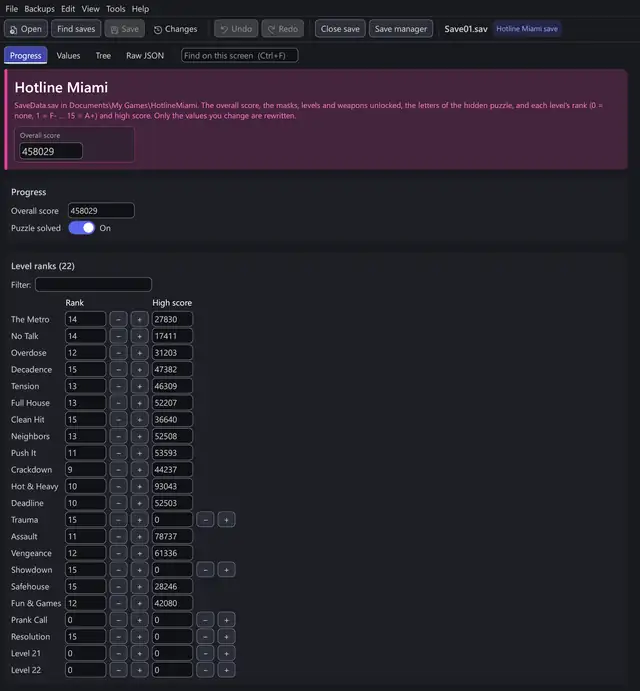 File Backups Edit View Tools Help
Open Find saves Save Changes Undo Redo Close save Save manager Save01.sav Hotline Miami save
Progress Values Tree Raw JSON Find on this screen (Ctrl+F)
Hotline Miami
SaveData.sav in Documents\My Games\HotlineMiami. The overall score, the masks, levels and weapons unlocked, the letters of the hidden puzzle, and each level's rank (0 =
none, 1 = F- ... 15 = A+) and high score. Only the values you change are rewritten.
Overall score
458029
Progress
Overall score 458029
Puzzle solved On
Level ranks (22)
Filter:
Rank High score
The Metro 14 − + 27830
No Talk 14 − + 17411
Overdose 12 − + 31203
Decadence 15 − + 47382
Tension 13 − + 46309
Full House 13 − + 52207
Clean Hit 15 − + 36640
Neighbors 13 − + 52508
Push It 11 − + 53593
Crackdown 9 − + 44237
Hot & Heavy 10 − + 93043
Deadline 10 − + 52503
Trauma 15 − + 0 − +
Assault 11 − + 78737
Vengeance 12 − + 61336
Showdown 15 − + 0 − +
Safehouse 15 − + 28246
Fun & Games 12 − + 42080
Prank Call 0 − + 0 − +
Resolution 15 − + 0 − +
Level 21 0 − + 0 − +
Level 22 0 − + 0 − +